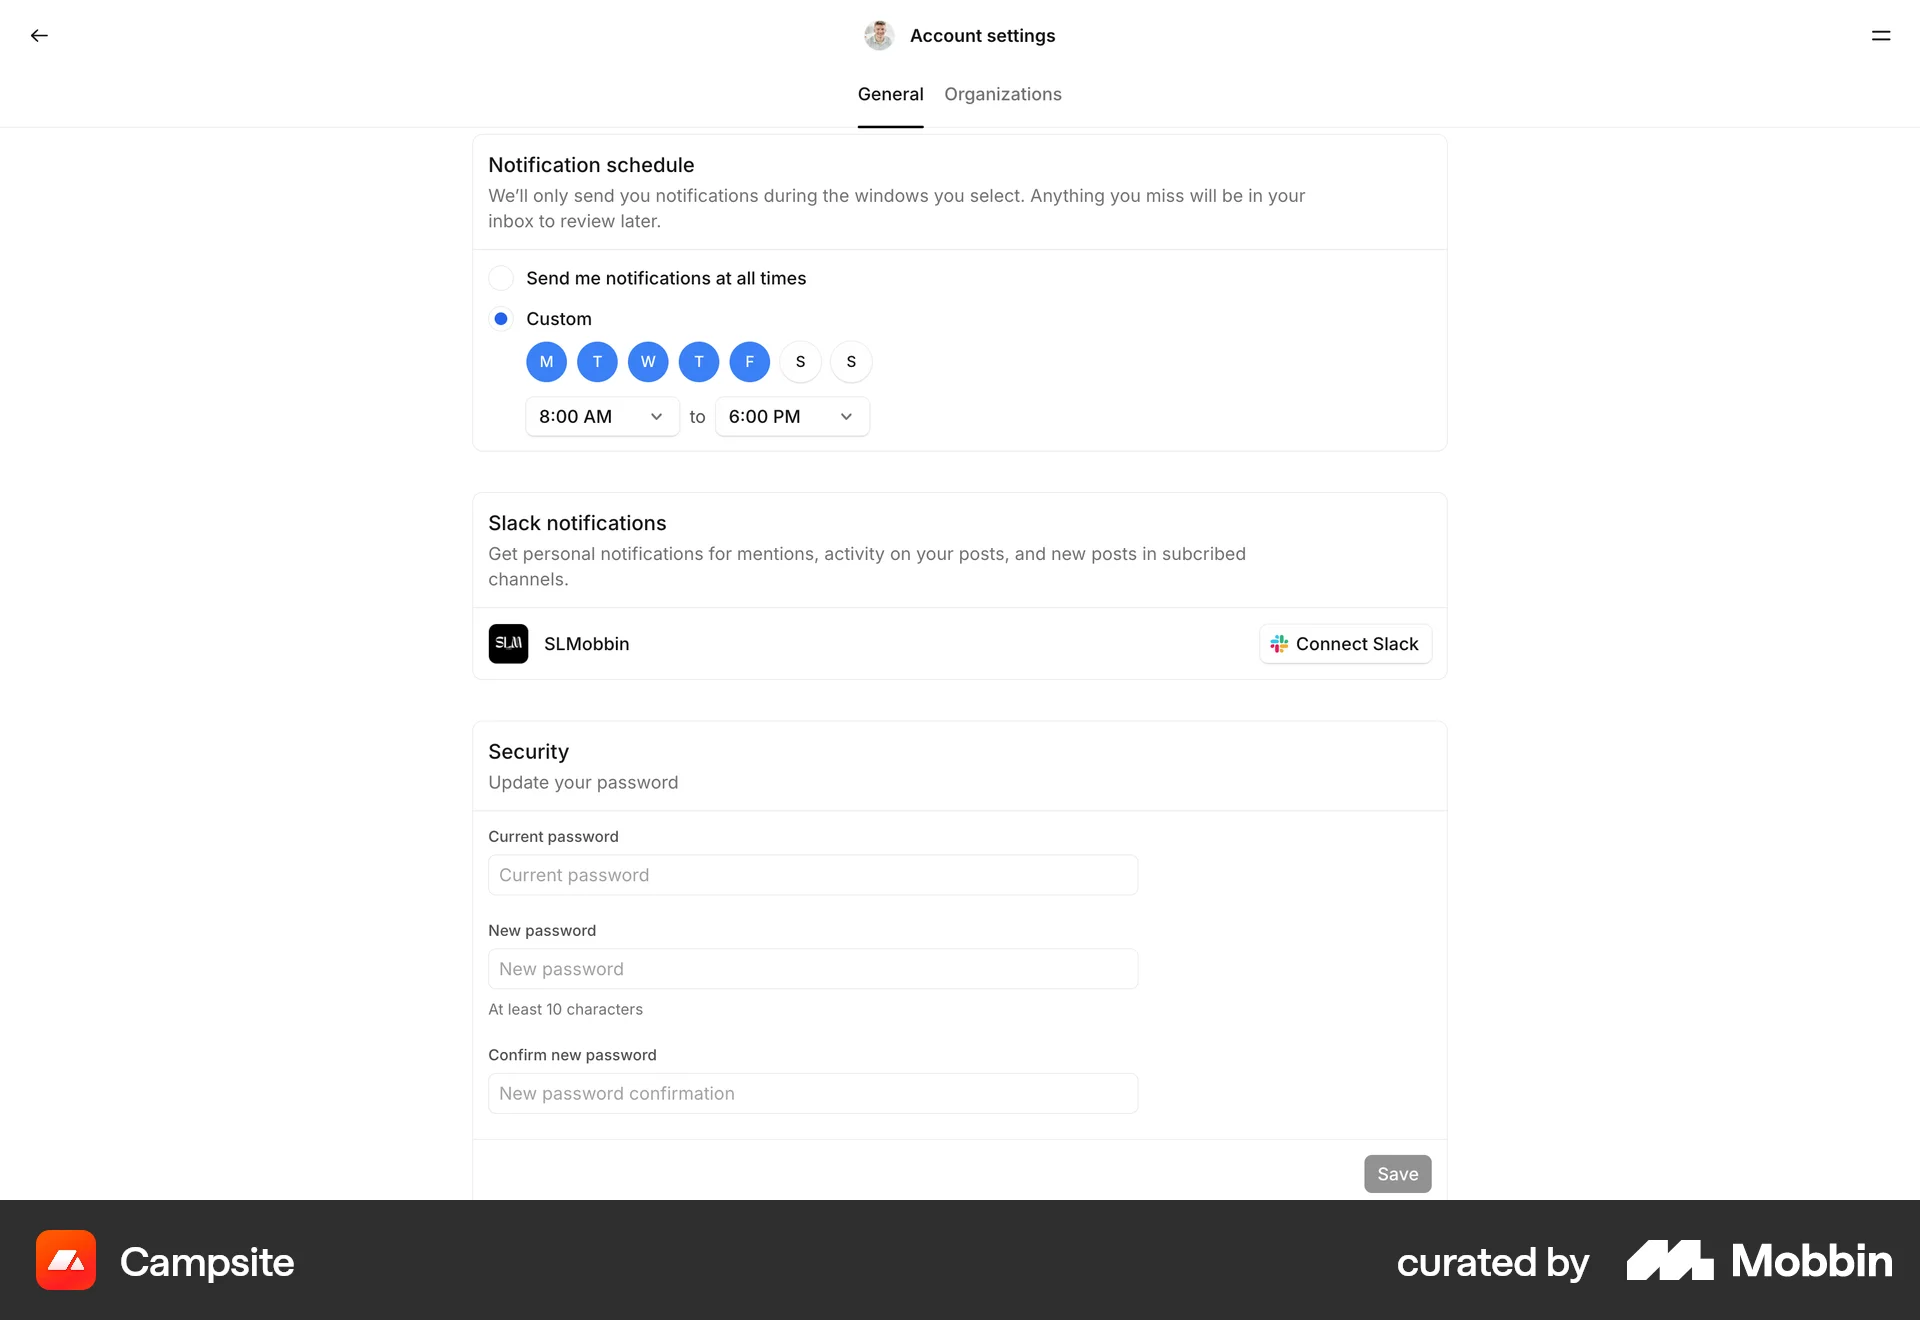 Account settings
General Organizations
Notification schedule
We’ll only send you notifications during the windows you select. Anything you miss will be in your
inbox to review later.
Send me notifications at all times
Custom
M T W T F S S
8:00 AM to 6:00 PM
Slack notifications
Get personal notifications for mentions, activity on your posts, and new posts in subcribed
channels.
SLM SLMobbin Connect Slack
Security
Update your password
Current password
Current password
New password
New password
At least 10 characters
Confirm new password
New password confirmation
Save
Campsite curated by Mobbin